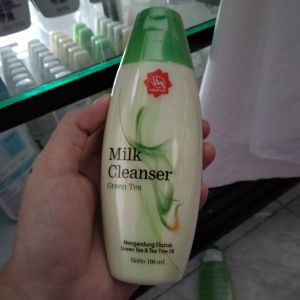 Viva
Milk
Cleanser
Green Tea
Mengandung Ekstrak
Green Tea & Tea Tree Oil
Netto 100 ml